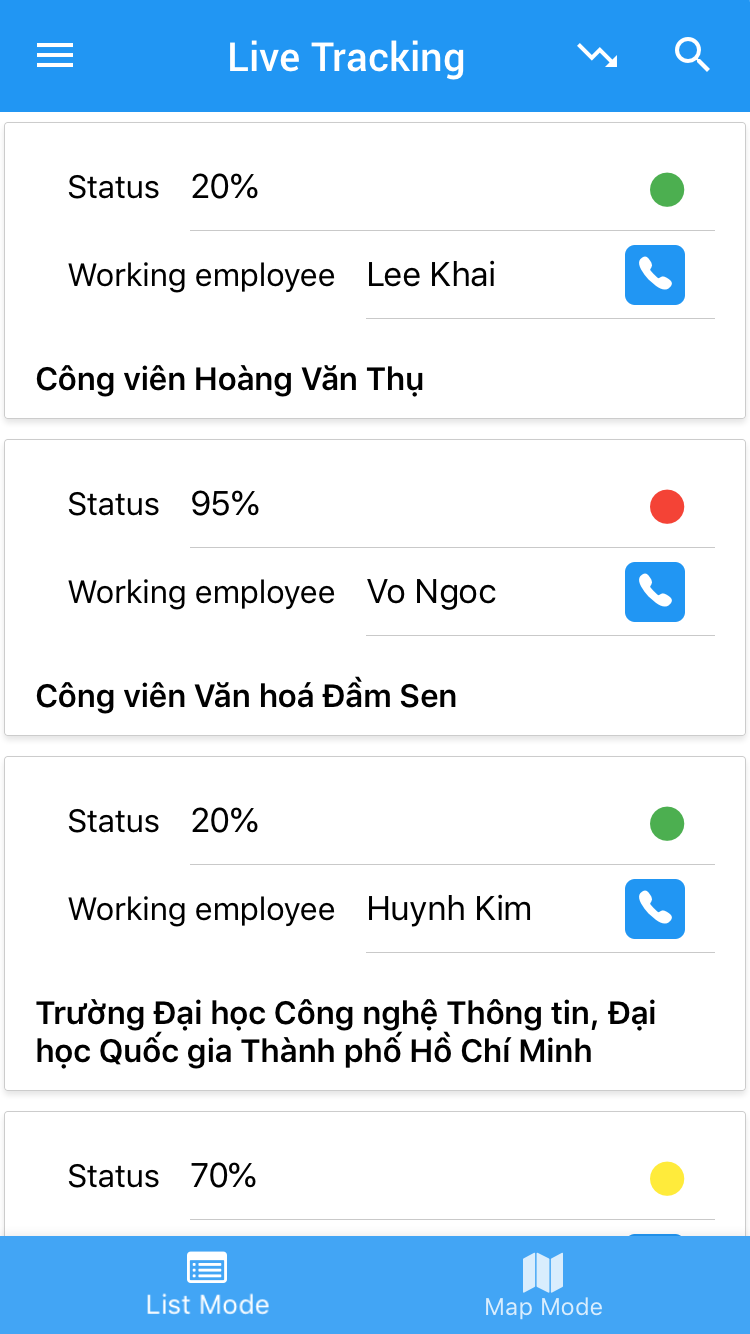 Live Tracking
Status 20%
Working employee Lee Khai
Công viên Hoàng Văn Thụ
Status 95%
Working employee Vo Ngoc
Công viên Văn hoá Đầm Sen
Status 20%
Working employee Huynh Kim
Trường Đại học Công nghệ Thông tin, Đại
học Quốc gia Thành phố Hồ Chí Minh
Status 70%
List Mode
Map Mode